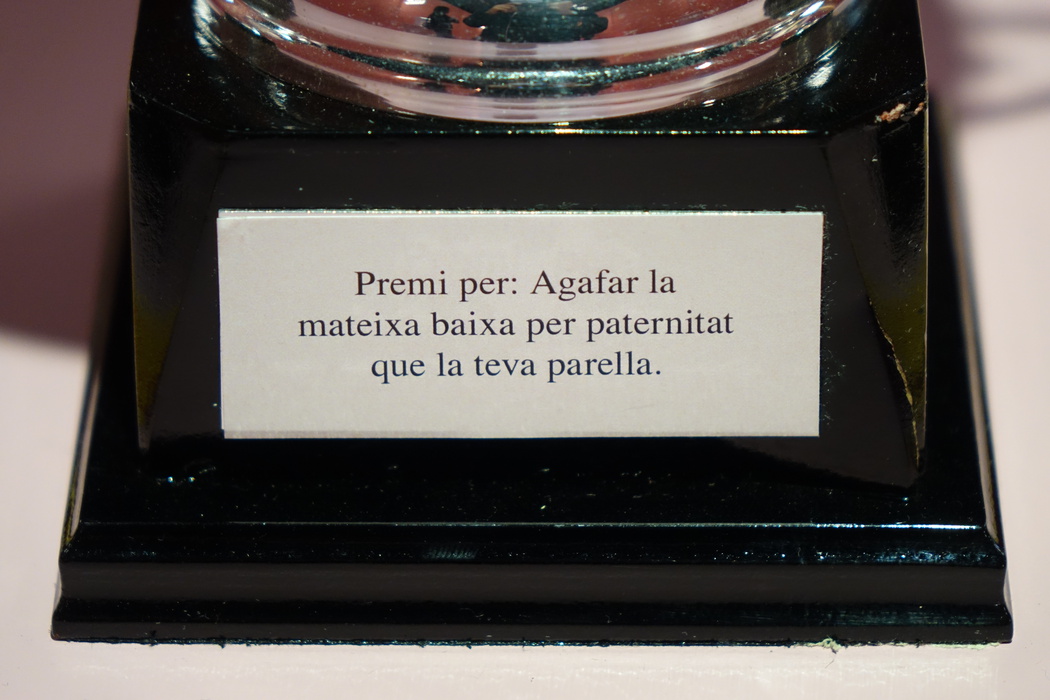 Premi per: Agafar la
mateixa baixa per paternitat
que la teva parella.